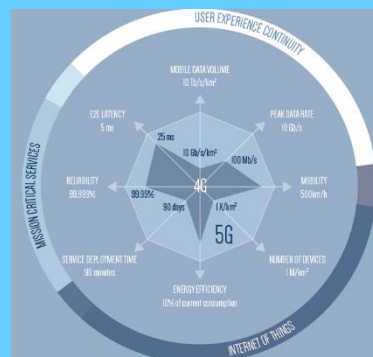 USER EXPERIENCE CONTINUITY
MOBILE DATA VOLUME
10 Tb/s/km²
E2E LATENCY
5 ms
PEAK DATA RATE
10 Gb/s
25 ms
10 Gb/s/km²
100 Mb/s
RELIABILITY
99.999%
99.99%
4G
MOBILITY
500km/h
90 days
1 K/km²
5G
SERVICE DEPLOYMENT TIME
90 minutes
NUMBER OF DEVICES
1 M/km²
ENERGY EFFICIENCY
10% of current consumption
MISSION CRITICAL SERVICES
INTERNET OF THINGS